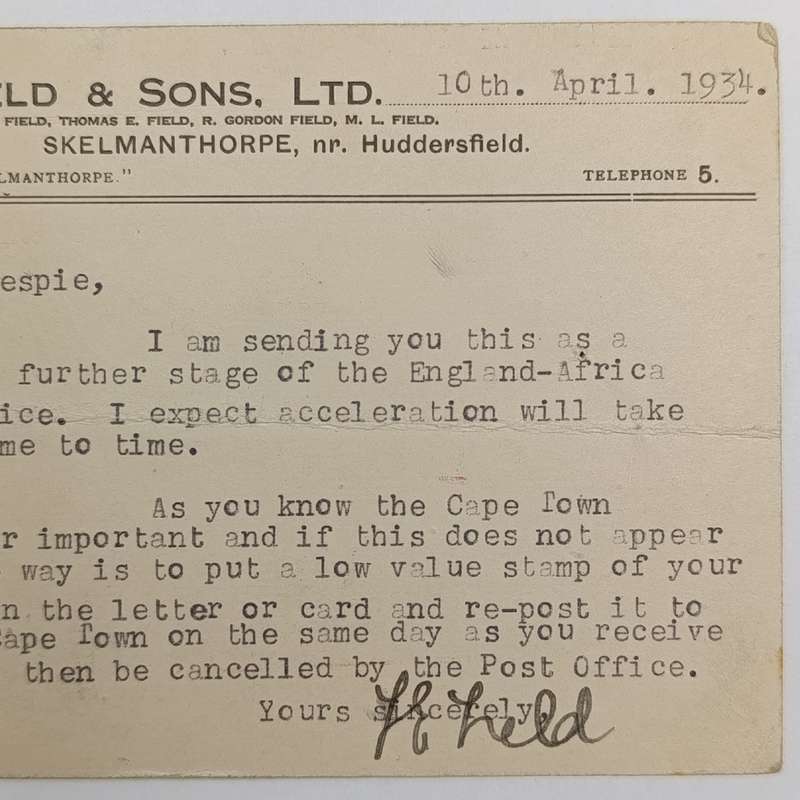 ELD & SONS, LTD. 10th. April. 1934.
FIELD, THOMAS E. FIELD, R. GORDON FIELD, M. L. FIELD.
SKELMANTHORPE, nr. Huddersfield.
LMANTHORPE." TELEPHONE 5.
espie,
I am sending you this as a
further stage of the England-Africa
ice. I expect acceleration will take
me to time.
As you know the Cape Town
r important and if this does not appear
way is to put a low value stamp of your
n the letter or card and re-post it to
Cape Town on the same day as you receive
then be cancelled by the Post Office.
Yours sincerely,
Field